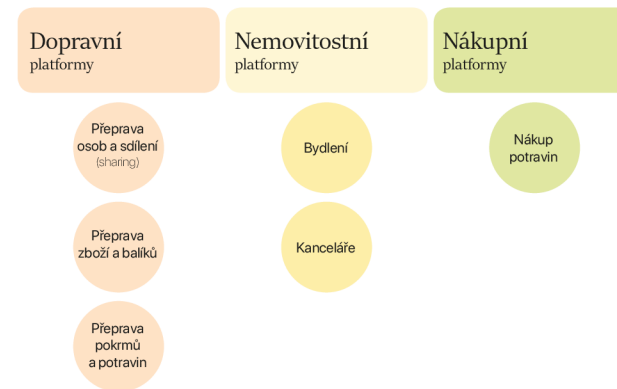 Dopravní
platformy
Přeprava
osob a sdílení
(sharing)
Přeprava
zboží a balíků
Přeprava
pokrmů
a potravin
Nemovitostní
platformy
Bydlení
Kanceláře
Nákupní
platformy
Nákup
potravin